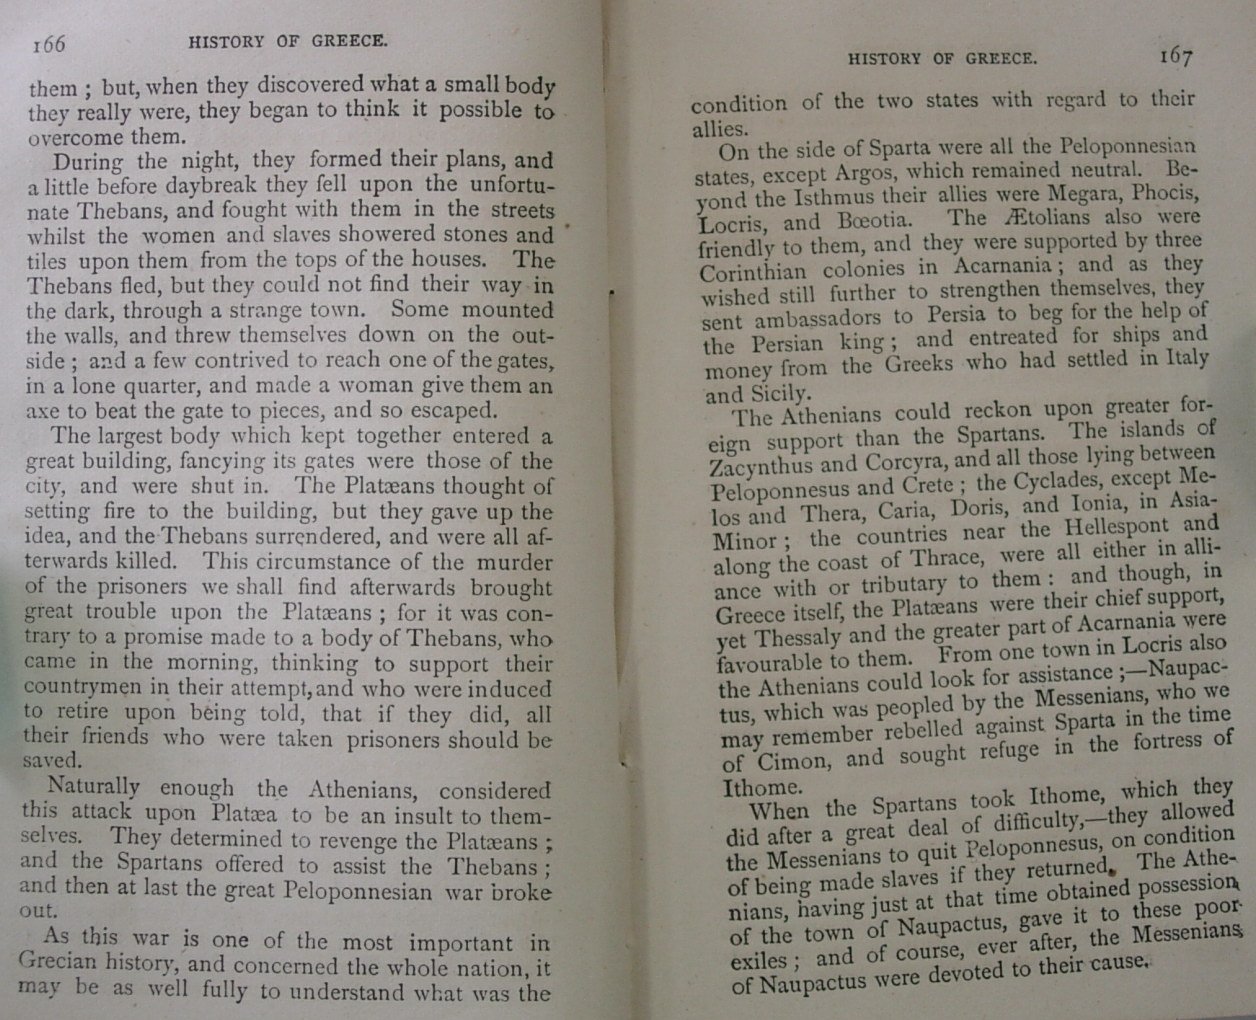 166
HISTORY OF GREECE.
them ; but, when they discovered what a small body
they really were, they began to think it possible to
overcome them.
During the night, they formed their plans, and
a little before daybreak they fell upon the unfortu-
nate Thebans, and fought with them in the streets
whilst the women and slaves showered stones and
tiles upon them from the tops of the houses. The
Thebans fled, but they could not find their way in
the dark, through a strange town. Some mounted
the walls, and threw themselves down on the out-
side ; and a few contrived to reach one of the gates,
in a lone quarter, and made a woman give them an
axe to beat the gate to pieces, and so escaped.
The largest body which kept together entered a
great building, fancying its gates were those of the
city, and were shut in. The Platæans thought of
setting fire to the building, but they gave up the
idea, and the Thebans surrendered, and were all af-
terwards killed. This circumstance of the murder
of the prisoners we shall find afterwards brought
great trouble upon the Platæans ; for it was con-
trary to a promise made to a body of Thebans, who
came in the morning, thinking to support their
countrymen in their attempt, and who were induced
to retire upon being told, that if they did, all
their friends who were taken prisoners should be
saved.
Naturally enough the Athenians, considered
this attack upon Platæa to be an insult to them-
selves. They determined to revenge the Platæans ;
and the Spartans offered to assist the Thebans ;
and then at last the great Peloponnesian war broke
out.
As this war is one of the most important in
Grecian history, and concerned the whole nation, it
may be as well fully to understand what was the
HISTORY OF GREECE.
167
condition of the two states with regard to their
allies.
On the side of Sparta were all the Peloponnesian
states, except Argos, which remained neutral. Be-
yond the Isthmus their allies were Megara, Phocis,
Locris, and Bœotia. The Ætolians also were
friendly to them, and they were supported by three
Corinthian colonies in Acarnania ; and as they
wished still further to strengthen themselves, they
sent ambassadors to Persia to beg for the help of
the Persian king ; and entreated for ships and
money from the Greeks who had settled in Italy
and Sicily.
The Athenians could reckon upon greater for-
eign support than the Spartans. The islands of
Zacynthus and Corcyra, and all those lying between
Peloponnesus and Crete ; the Cyclades, except Me-
los and Thera, Caria, Doris, and Ionia, in Asia-
Minor ; the countries near the Hellespont and
along the coast of Thrace, were all either in alli-
ance with or tributary to them : and though, in
Greece itself, the Platæans were their chief support,
yet Thessaly and the greater part of Acarnania were
favourable to them. From one town in Locris also
the Athenians could look for assistance ;—Naupac-
tus, which was peopled by the Messenians, who we
may remember rebelled against Sparta in the time
of Cimon, and sought refuge in the fortress of
Ithome.
When the Spartans took Ithome, which they
did after a great deal of difficulty,—they allowed
the Messenians to quit Peloponnesus, on condition
of being made slaves if they returned. The Athe-
nians, having just at that time obtained possession
of the town of Naupactus, gave it to these poor
exiles ; and of course, ever after, the Messenians
of Naupactus were devoted to their cause.